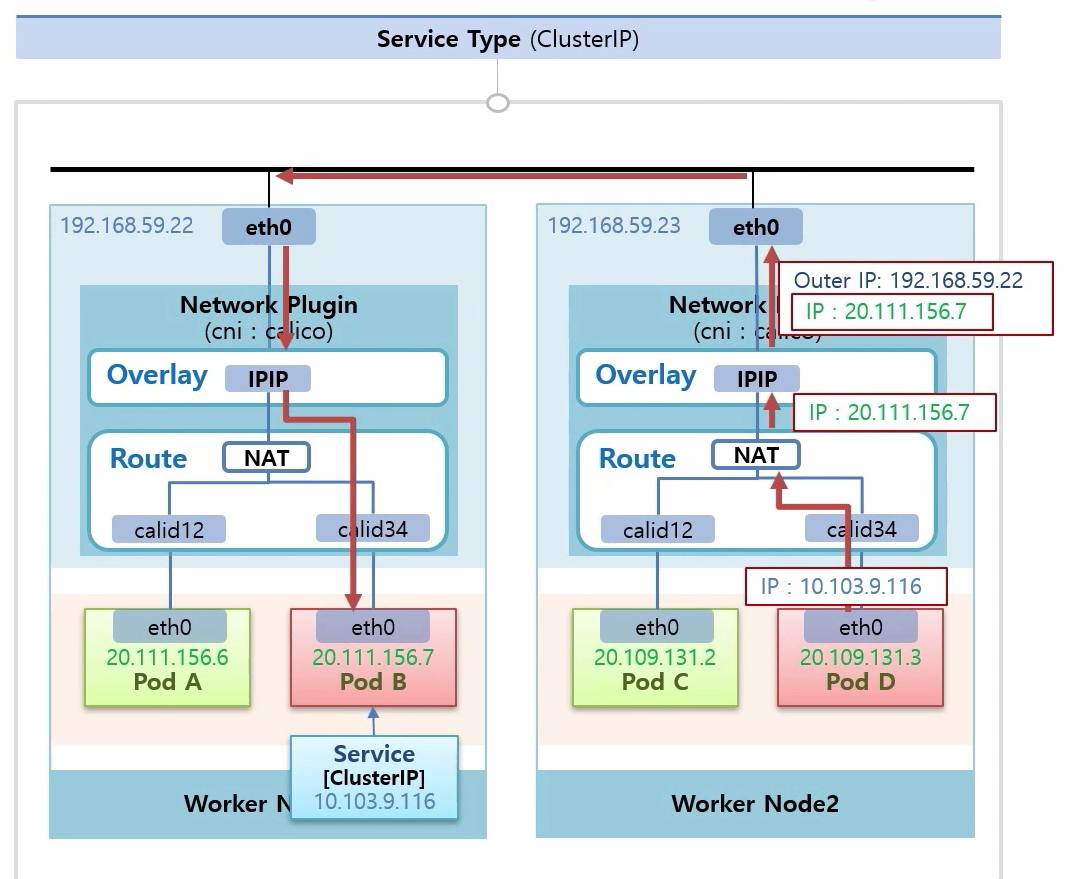 Service Type (ClusterIP)
192.168.59.22
eth0
Network Plugin
(cni : calico)
Overlay
IPIP
Route
NAT
calid12
calid34
eth0
20.111.156.6
Pod A
eth0
20.111.156.7
Pod B
Service
[ClusterIP]
10.103.9.116
Worker N
192.168.59.23
eth0
Outer IP: 192.168.59.22
IP : 20.111.156.7
Network
(cni : calico)
Overlay
IPIP
IP : 20.111.156.7
Route
NAT
calid12
calid34
IP : 10.103.9.116
eth0
20.109.131.2
Pod C
eth0
20.109.131.3
Pod D
Worker Node2